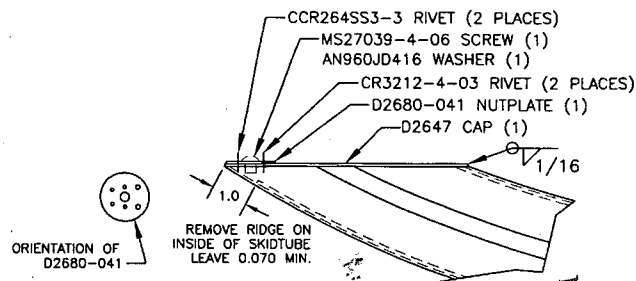 CCR264SS3-3 RIVET (2 PLACES)
MS27039-4-06 SCREW (1)
AN960JD416 WASHER (1)
CR3212-4-03 RIVET (2 PLACES)
D2680-041 NUTPLATE (1)
D2647 CAP (1)
1/16
1.0
REMOVE RIDGE ON
INSIDE OF SKIDTUBE
LEAVE 0.070 MIN.
ORIENTATION OF
D2680-041